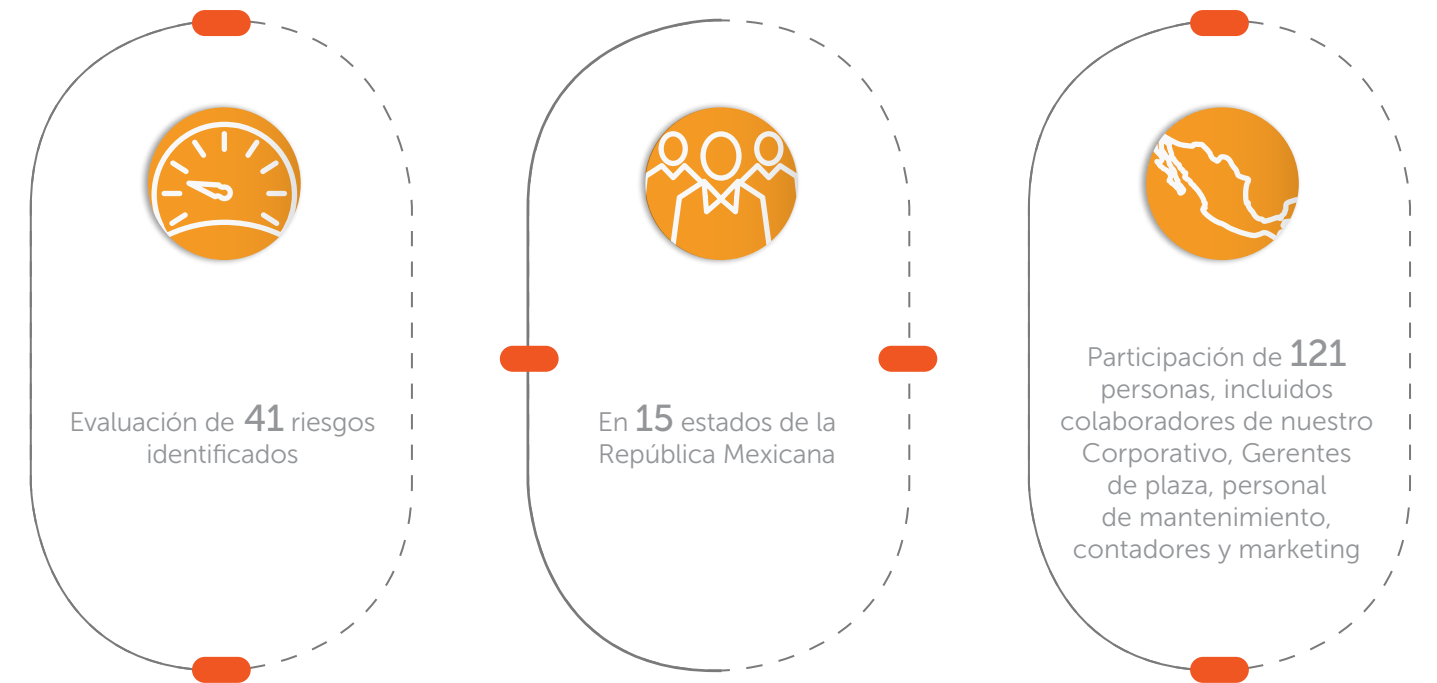 Evaluación de 41 riesgos
identificados
En 15 estados de la
República Mexicana
Participación de 121
personas, incluidos
colaboradores de nuestro
Corporativo, Gerentes
de plaza, personal
de mantenimiento,
contadores y marketing